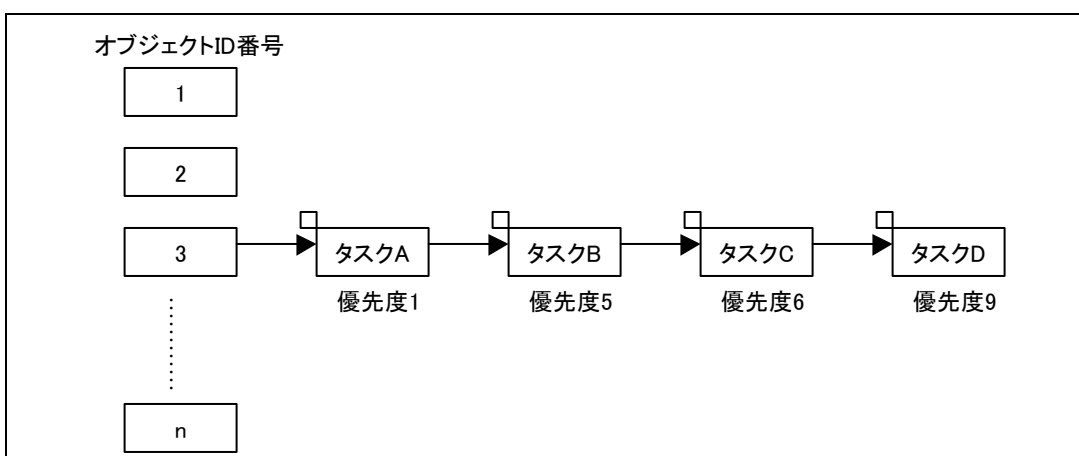 オブジェクトID番号
1
2
3
タスクA
タスクB
タスクC
タスクD
優先度1
優先度5
優先度6
優先度9
n